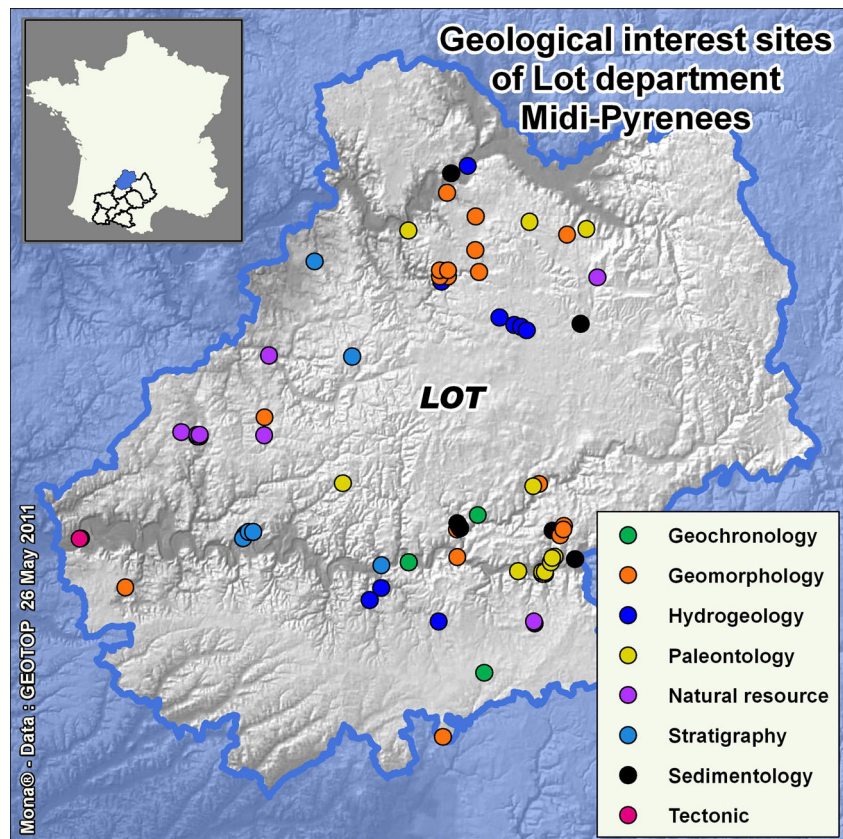 Geological interest sites
of Lot department
Midi-Pyrenees
LOT
Geochronology
Geomorphology
Hydrogeology
Paleontology
Natural resource
Stratigraphy
Sedimentology
Tectonic
Mona® - Data : GEOTOP 26 May 2011